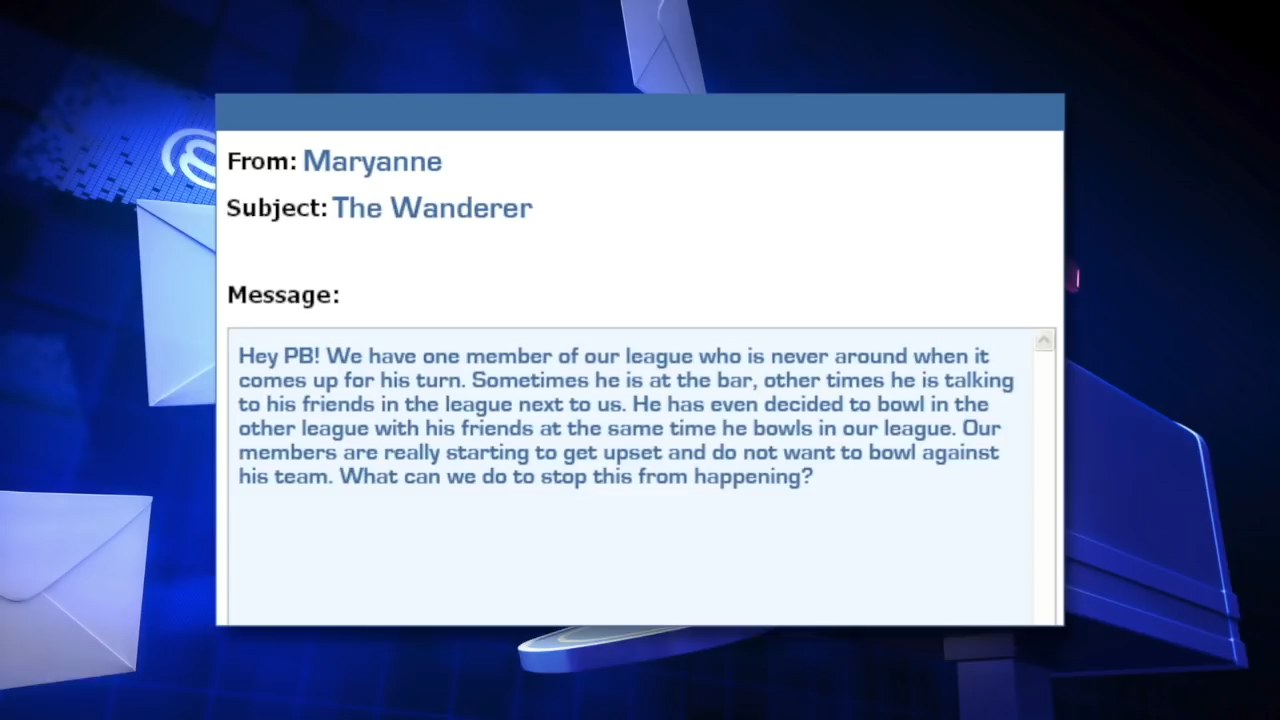 From: Maryanne
Subject: The Wanderer
Message:
Hey PB! We have one member of our league who is never around when it
comes up for his turn. Sometimes he is at the bar, other times he is talking
to his friends in the league next to us. He has even decided to bowl in the
other league with his friends at the same time he bowls in our league. Our
members are really starting to get upset and do not want to bowl against
his team. What can we do to stop this from happening?